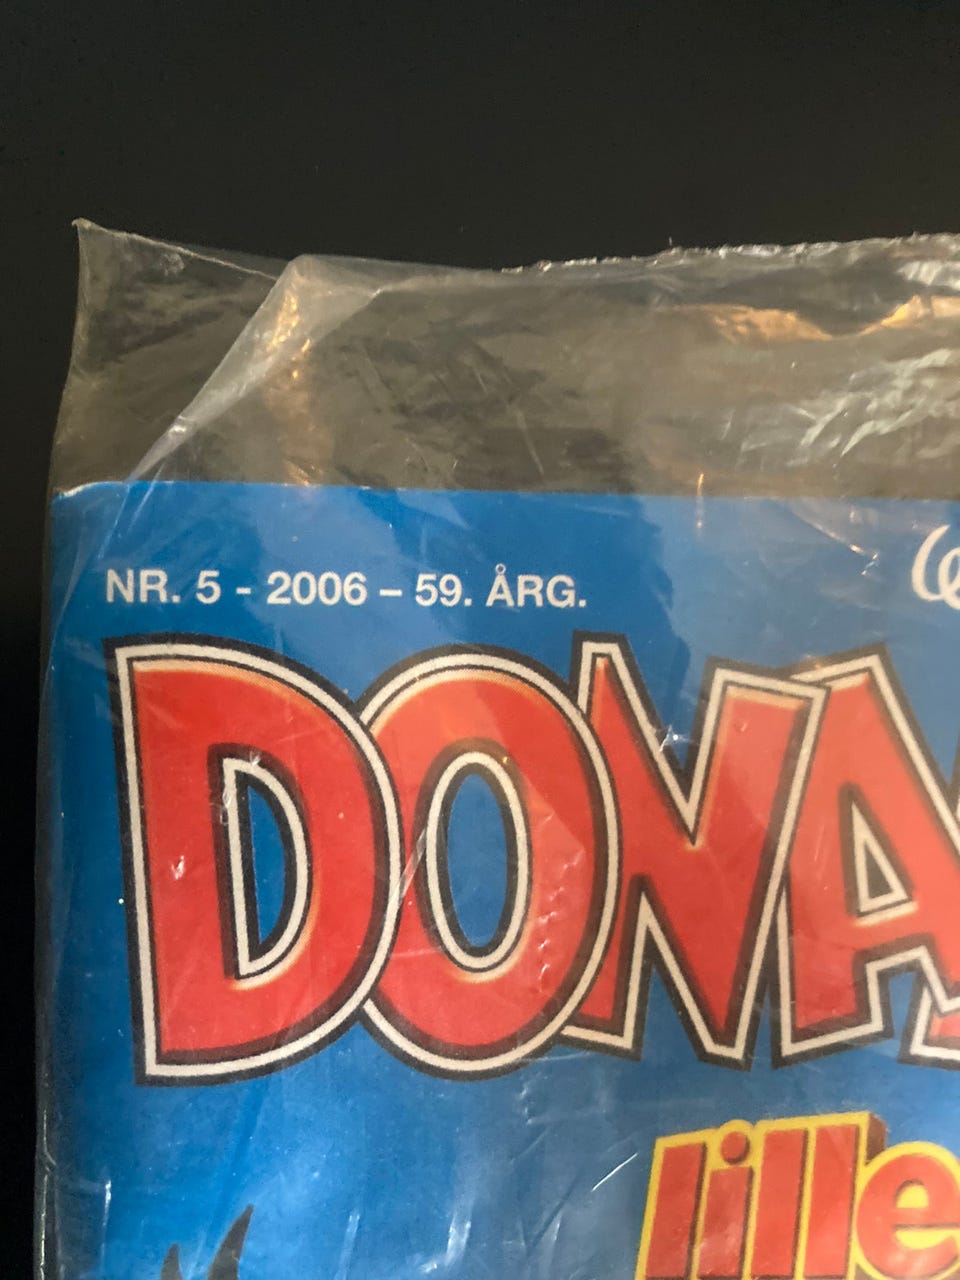 NR. 5 - 2006 – 59. ÅRG.
DONA
lille